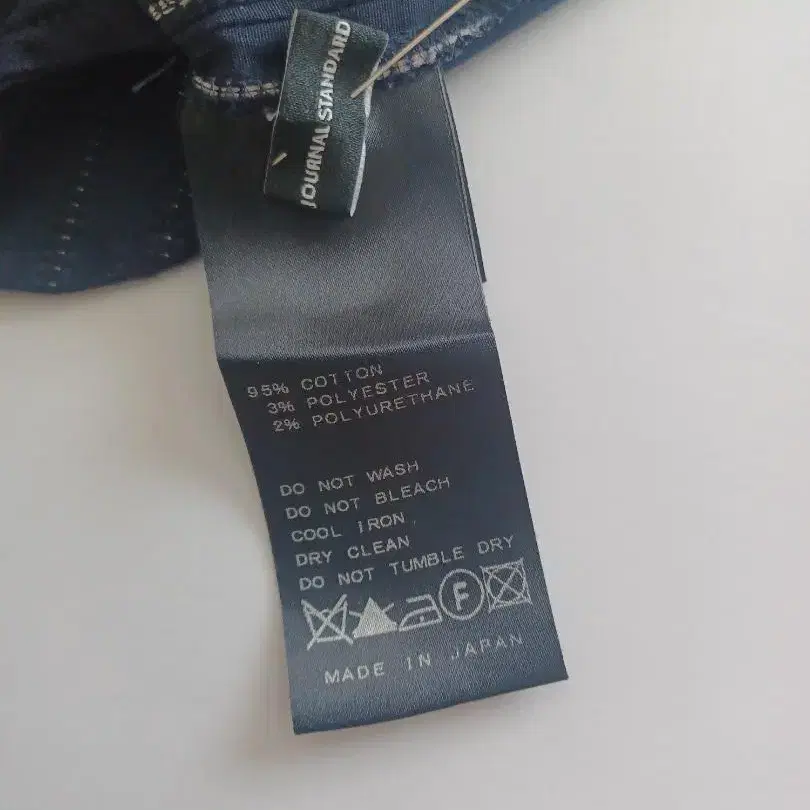 JOURNAL STANDARD
95% COTTON
3% POLYESTER
2% POLYURETHANE
DO NOT WASH
DO NOT BLEACH
COOL IRON
DRY CLEAN
DO NOT TUMBLE DRY
F
MADE IN JAPAN